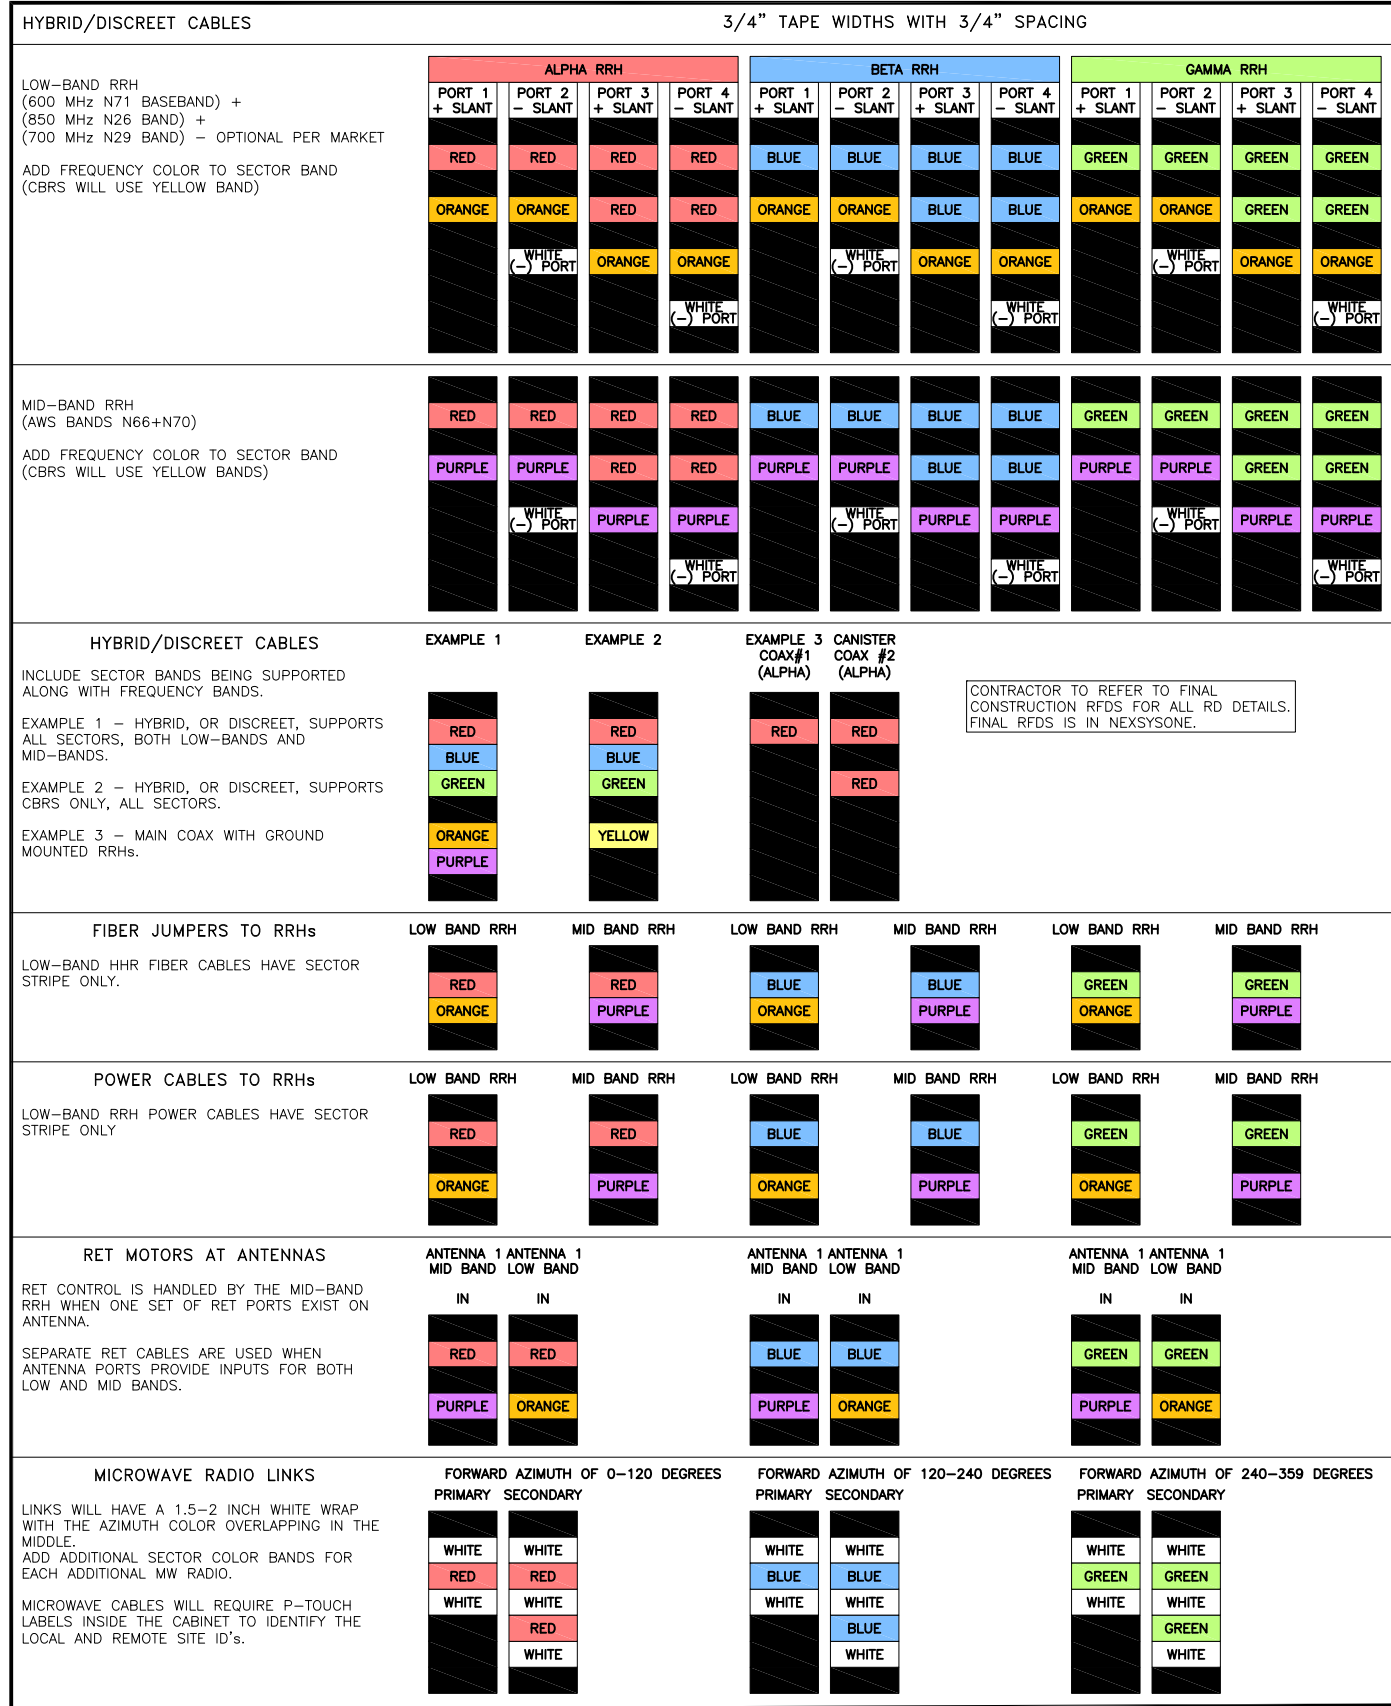 HYBRID/DISCREET CABLES
3/4" TAPE WIDTHS WITH 3/4" SPACING
LOW-BAND RRH
(600 MHz N71 BASEBAND) +
(850 MHz N26 BAND) +
(700 MHz N29 BAND) - OPTIONAL PER MARKET
ADD FREQUENCY COLOR TO SECTOR BAND
(CBRS WILL USE YELLOW BAND)
ALPHA RRH BETA RRH GAMMA RRH
PORT 1 PORT 2 PORT 3 PORT 4 PORT 1 PORT 2 PORT 3 PORT 4 PORT 1 PORT 2 PORT 3 PORT 4
+ SLANT - SLANT + SLANT - SLANT + SLANT - SLANT + SLANT - SLANT + SLANT - SLANT + SLANT - SLANT
RED RED RED RED BLUE BLUE BLUE BLUE GREEN GREEN GREEN GREEN
ORANGE ORANGE RED RED ORANGE ORANGE BLUE BLUE ORANGE ORANGE GREEN GREEN
WHITE (-) PORT ORANGE ORANGE WHITE (-) PORT ORANGE ORANGE WHITE (-) PORT ORANGE ORANGE
WHITE (-) PORT WHITE (-) PORT WHITE (-) PORT
MID-BAND RRH
(AWS BANDS N66+N70)
ADD FREQUENCY COLOR TO SECTOR BAND
(CBRS WILL USE YELLOW BANDS)
RED RED RED RED BLUE BLUE BLUE BLUE GREEN GREEN GREEN GREEN
PURPLE PURPLE RED RED PURPLE PURPLE BLUE BLUE PURPLE PURPLE GREEN GREEN
WHITE (-) PORT PURPLE PURPLE WHITE (-) PORT PURPLE PURPLE WHITE (-) PORT PURPLE PURPLE
WHITE (-) PORT WHITE (-) PORT WHITE (-) PORT
HYBRID/DISCREET CABLES
INCLUDE SECTOR BANDS BEING SUPPORTED
ALONG WITH FREQUENCY BANDS.
EXAMPLE 1 - HYBRID, OR DISCREET, SUPPORTS
ALL SECTORS, BOTH LOW-BANDS AND
MID-BANDS.
EXAMPLE 2 - HYBRID, OR DISCREET, SUPPORTS
CBRS ONLY, ALL SECTORS.
EXAMPLE 3 - MAIN COAX WITH GROUND
MOUNTED RRHs.
EXAMPLE 1 EXAMPLE 2 EXAMPLE 3 CANISTER
COAX#1 COAX #2
(ALPHA) (ALPHA)
RED RED RED RED
BLUE BLUE
GREEN GREEN RED
ORANGE YELLOW
PURPLE
CONTRACTOR TO REFER TO FINAL
CONSTRUCTION RFDS FOR ALL RD DETAILS.
FINAL RFDS IS IN NEXSYSONE.
FIBER JUMPERS TO RRHs
LOW-BAND HHR FIBER CABLES HAVE SECTOR
STRIPE ONLY.
LOW BAND RRH MID BAND RRH LOW BAND RRH MID BAND RRH LOW BAND RRH MID BAND RRH
RED RED BLUE BLUE GREEN GREEN
ORANGE PURPLE ORANGE PURPLE ORANGE PURPLE
POWER CABLES TO RRHs
LOW-BAND RRH POWER CABLES HAVE SECTOR
STRIPE ONLY
LOW BAND RRH MID BAND RRH LOW BAND RRH MID BAND RRH LOW BAND RRH MID BAND RRH
RED RED BLUE BLUE GREEN GREEN
ORANGE PURPLE ORANGE PURPLE ORANGE PURPLE
RET MOTORS AT ANTENNAS
RET CONTROL IS HANDLED BY THE MID-BAND
RRH WHEN ONE SET OF RET PORTS EXIST ON
ANTENNA.
SEPARATE RET CABLES ARE USED WHEN
ANTENNA PORTS PROVIDE INPUTS FOR BOTH
LOW AND MID BANDS.
ANTENNA 1 ANTENNA 1 ANTENNA 1 ANTENNA 1 ANTENNA 1 ANTENNA 1
MID BAND LOW BAND MID BAND LOW BAND MID BAND LOW BAND
IN IN IN IN IN IN
RED RED BLUE BLUE GREEN GREEN
PURPLE ORANGE PURPLE ORANGE PURPLE ORANGE
MICROWAVE RADIO LINKS
LINKS WILL HAVE A 1.5-2 INCH WHITE WRAP
WITH THE AZIMUTH COLOR OVERLAPPING IN THE
MIDDLE.
ADD ADDITIONAL SECTOR COLOR BANDS FOR
EACH ADDITIONAL MW RADIO.
MICROWAVE CABLES WILL REQUIRE P-TOUCH
LABELS INSIDE THE CABINET TO IDENTIFY THE
LOCAL AND REMOTE SITE ID's.
FORWARD AZIMUTH OF 0-120 DEGREES FORWARD AZIMUTH OF 120-240 DEGREES FORWARD AZIMUTH OF 240-359 DEGREES
PRIMARY SECONDARY PRIMARY SECONDARY PRIMARY SECONDARY
WHITE WHITE WHITE WHITE WHITE WHITE
RED RED BLUE BLUE GREEN GREEN
WHITE WHITE WHITE WHITE WHITE WHITE
RED BLUE GREEN
WHITE WHITE WHITE